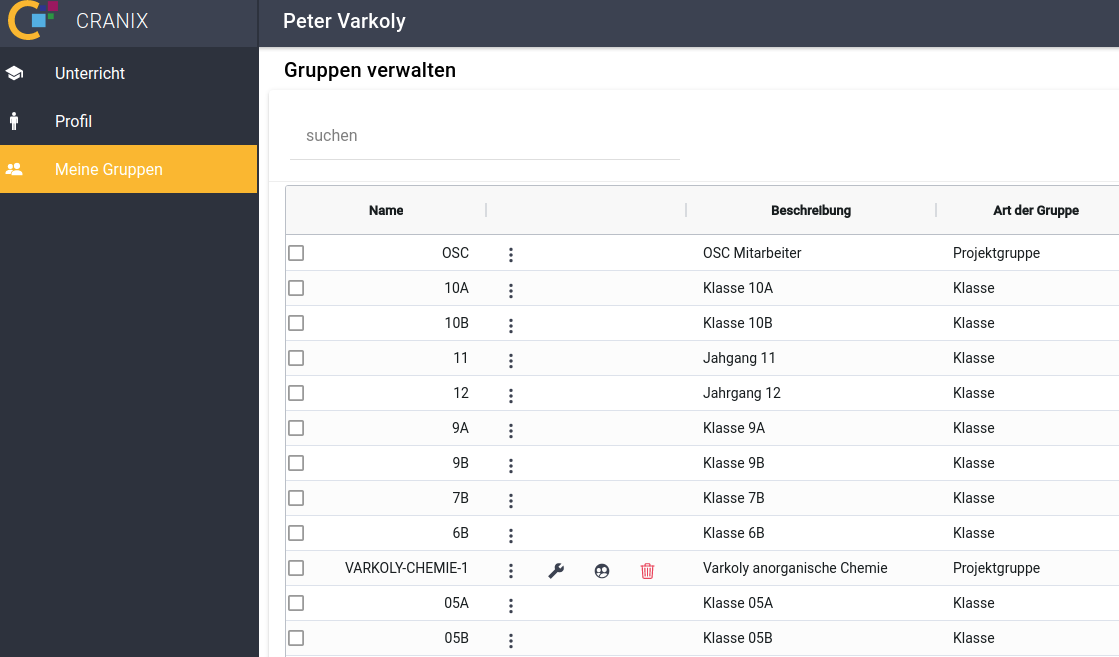 CRANIX
Peter Varkoly
Unterricht
Profil
Meine Gruppen
Gruppen verwalten
suchen
Name Beschreibung Art der Gruppe
OSC OSC Mitarbeiter Projektgruppe
10A Klasse 10A Klasse
10B Klasse 10B Klasse
11 Jahgang 11 Klasse
12 Jahrgang 12 Klasse
9A Klasse 9A Klasse
9B Klasse 9B Klasse
7B Klasse 7B Klasse
6B Klasse 6B Klasse
VARKOLY-CHEMIE-1 Varkoly anorganische Chemie Projektgruppe
05A Klasse 05A Klasse
05B Klasse 05B Klasse